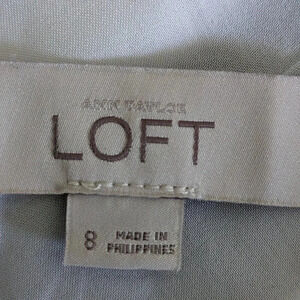 ANN TAYLOR
LOFT
8 MADE IN
PHILIPPINES